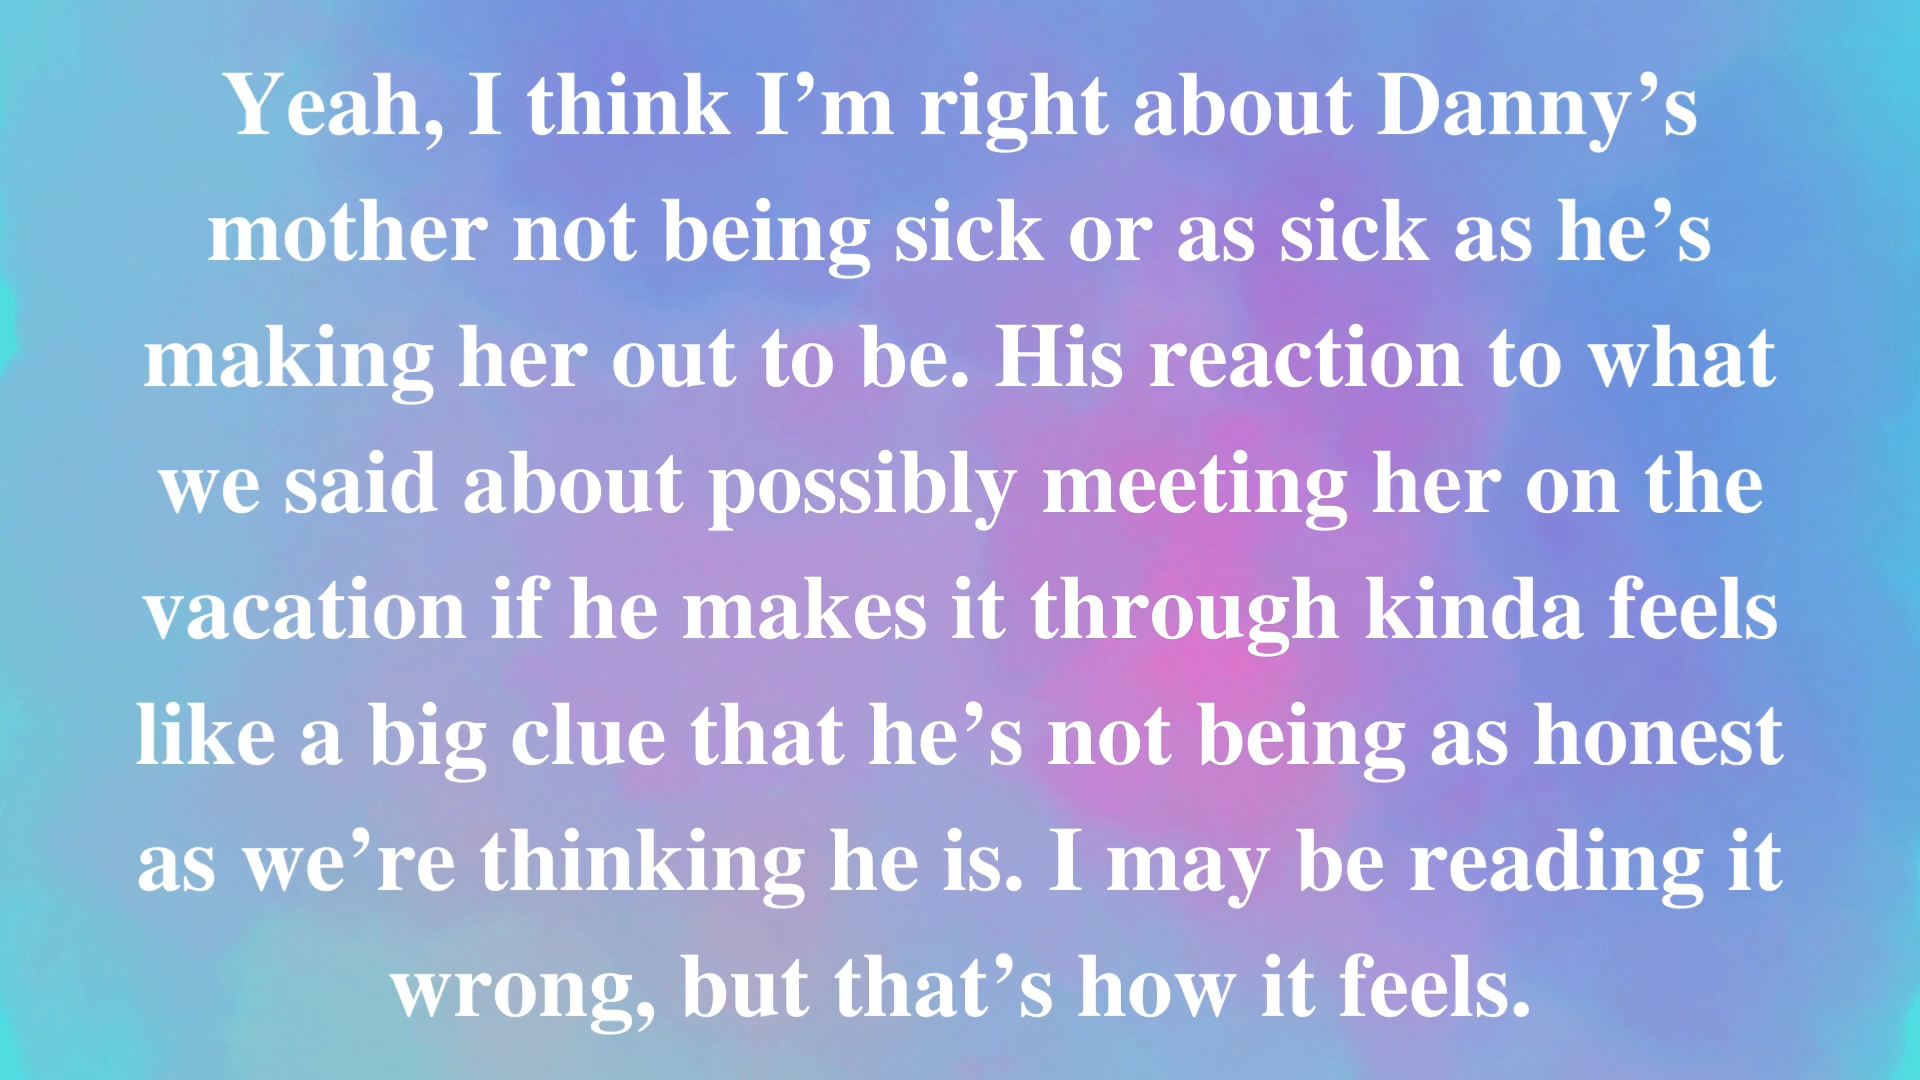 Yeah, I think I’m right about Danny’s
mother not being sick or as sick as he’s
making her out to be. His reaction to what
we said about possibly meeting her on the
vacation if he makes it through kinda feels
like a big clue that he’s not being as honest
as we’re thinking he is. I may be reading it
wrong, but that’s how it feels.